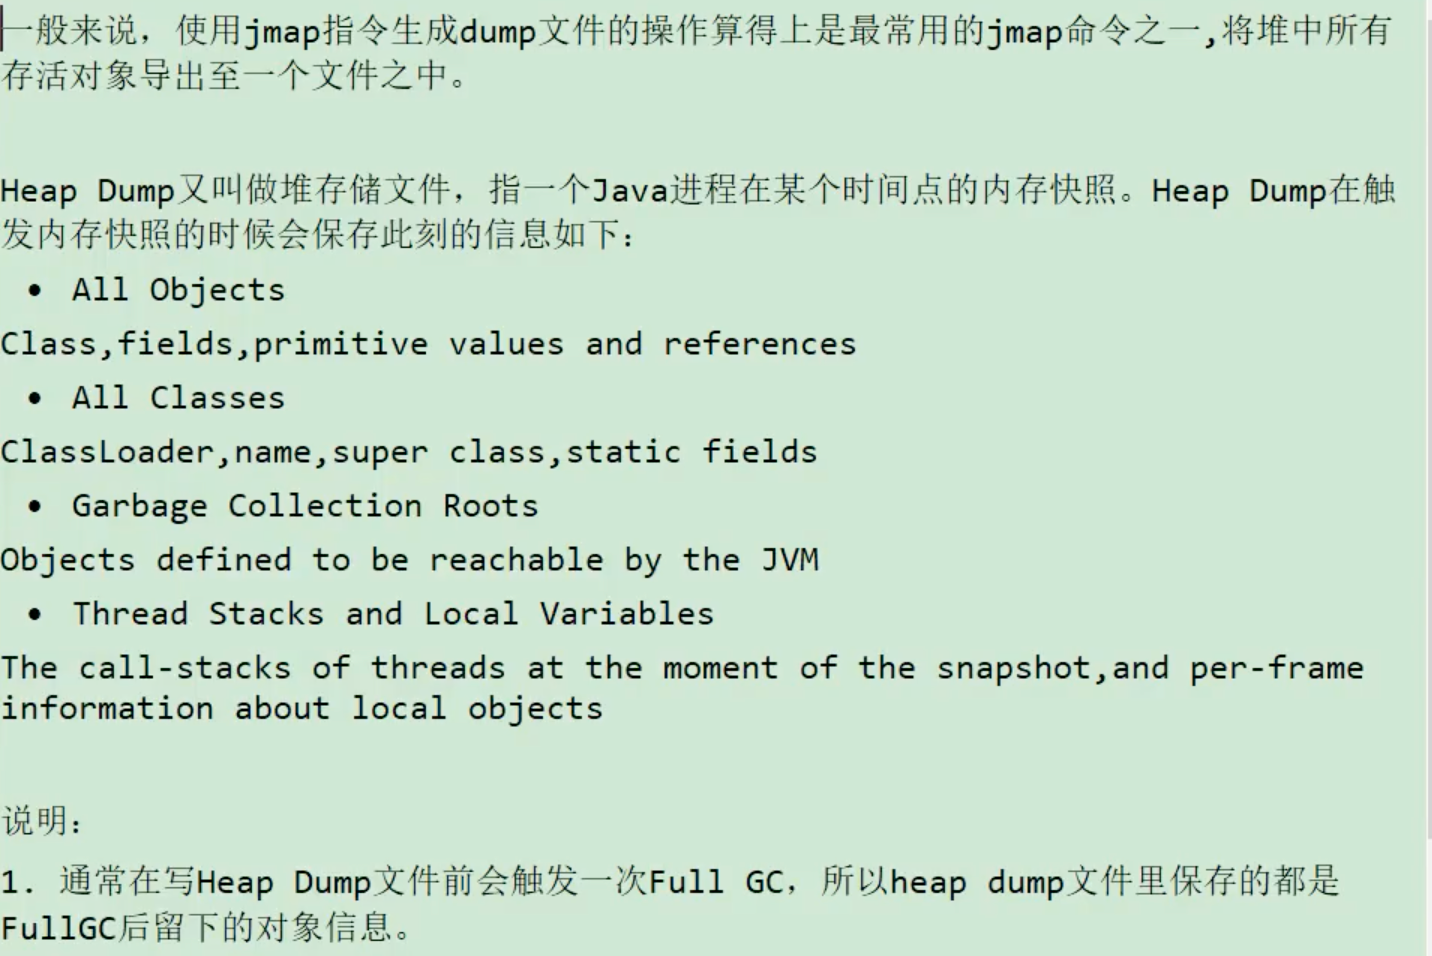 一般来说，使用jmap指令生成dump文件的操作算得上是最常用的jmap命令之一,将堆中所有
存活对象导出至一个文件之中。
Heap Dump又叫做堆存储文件，指一个Java进程在某个时间点的内存快照。Heap Dump在触
发内存快照的时候会保存此刻的信息如下：
• All Objects
Class,fields,primitive values and references
• All Classes
ClassLoader,name,super class,static fields
• Garbage Collection Roots
Objects defined to be reachable by the JVM
• Thread Stacks and Local Variables
The call-stacks of threads at the moment of the snapshot,and per-frame
information about local objects
说明：
1. 通常在写Heap Dump文件前会触发一次Full GC，所以heap dump文件里保存的都是
FullGC后留下的对象信息。